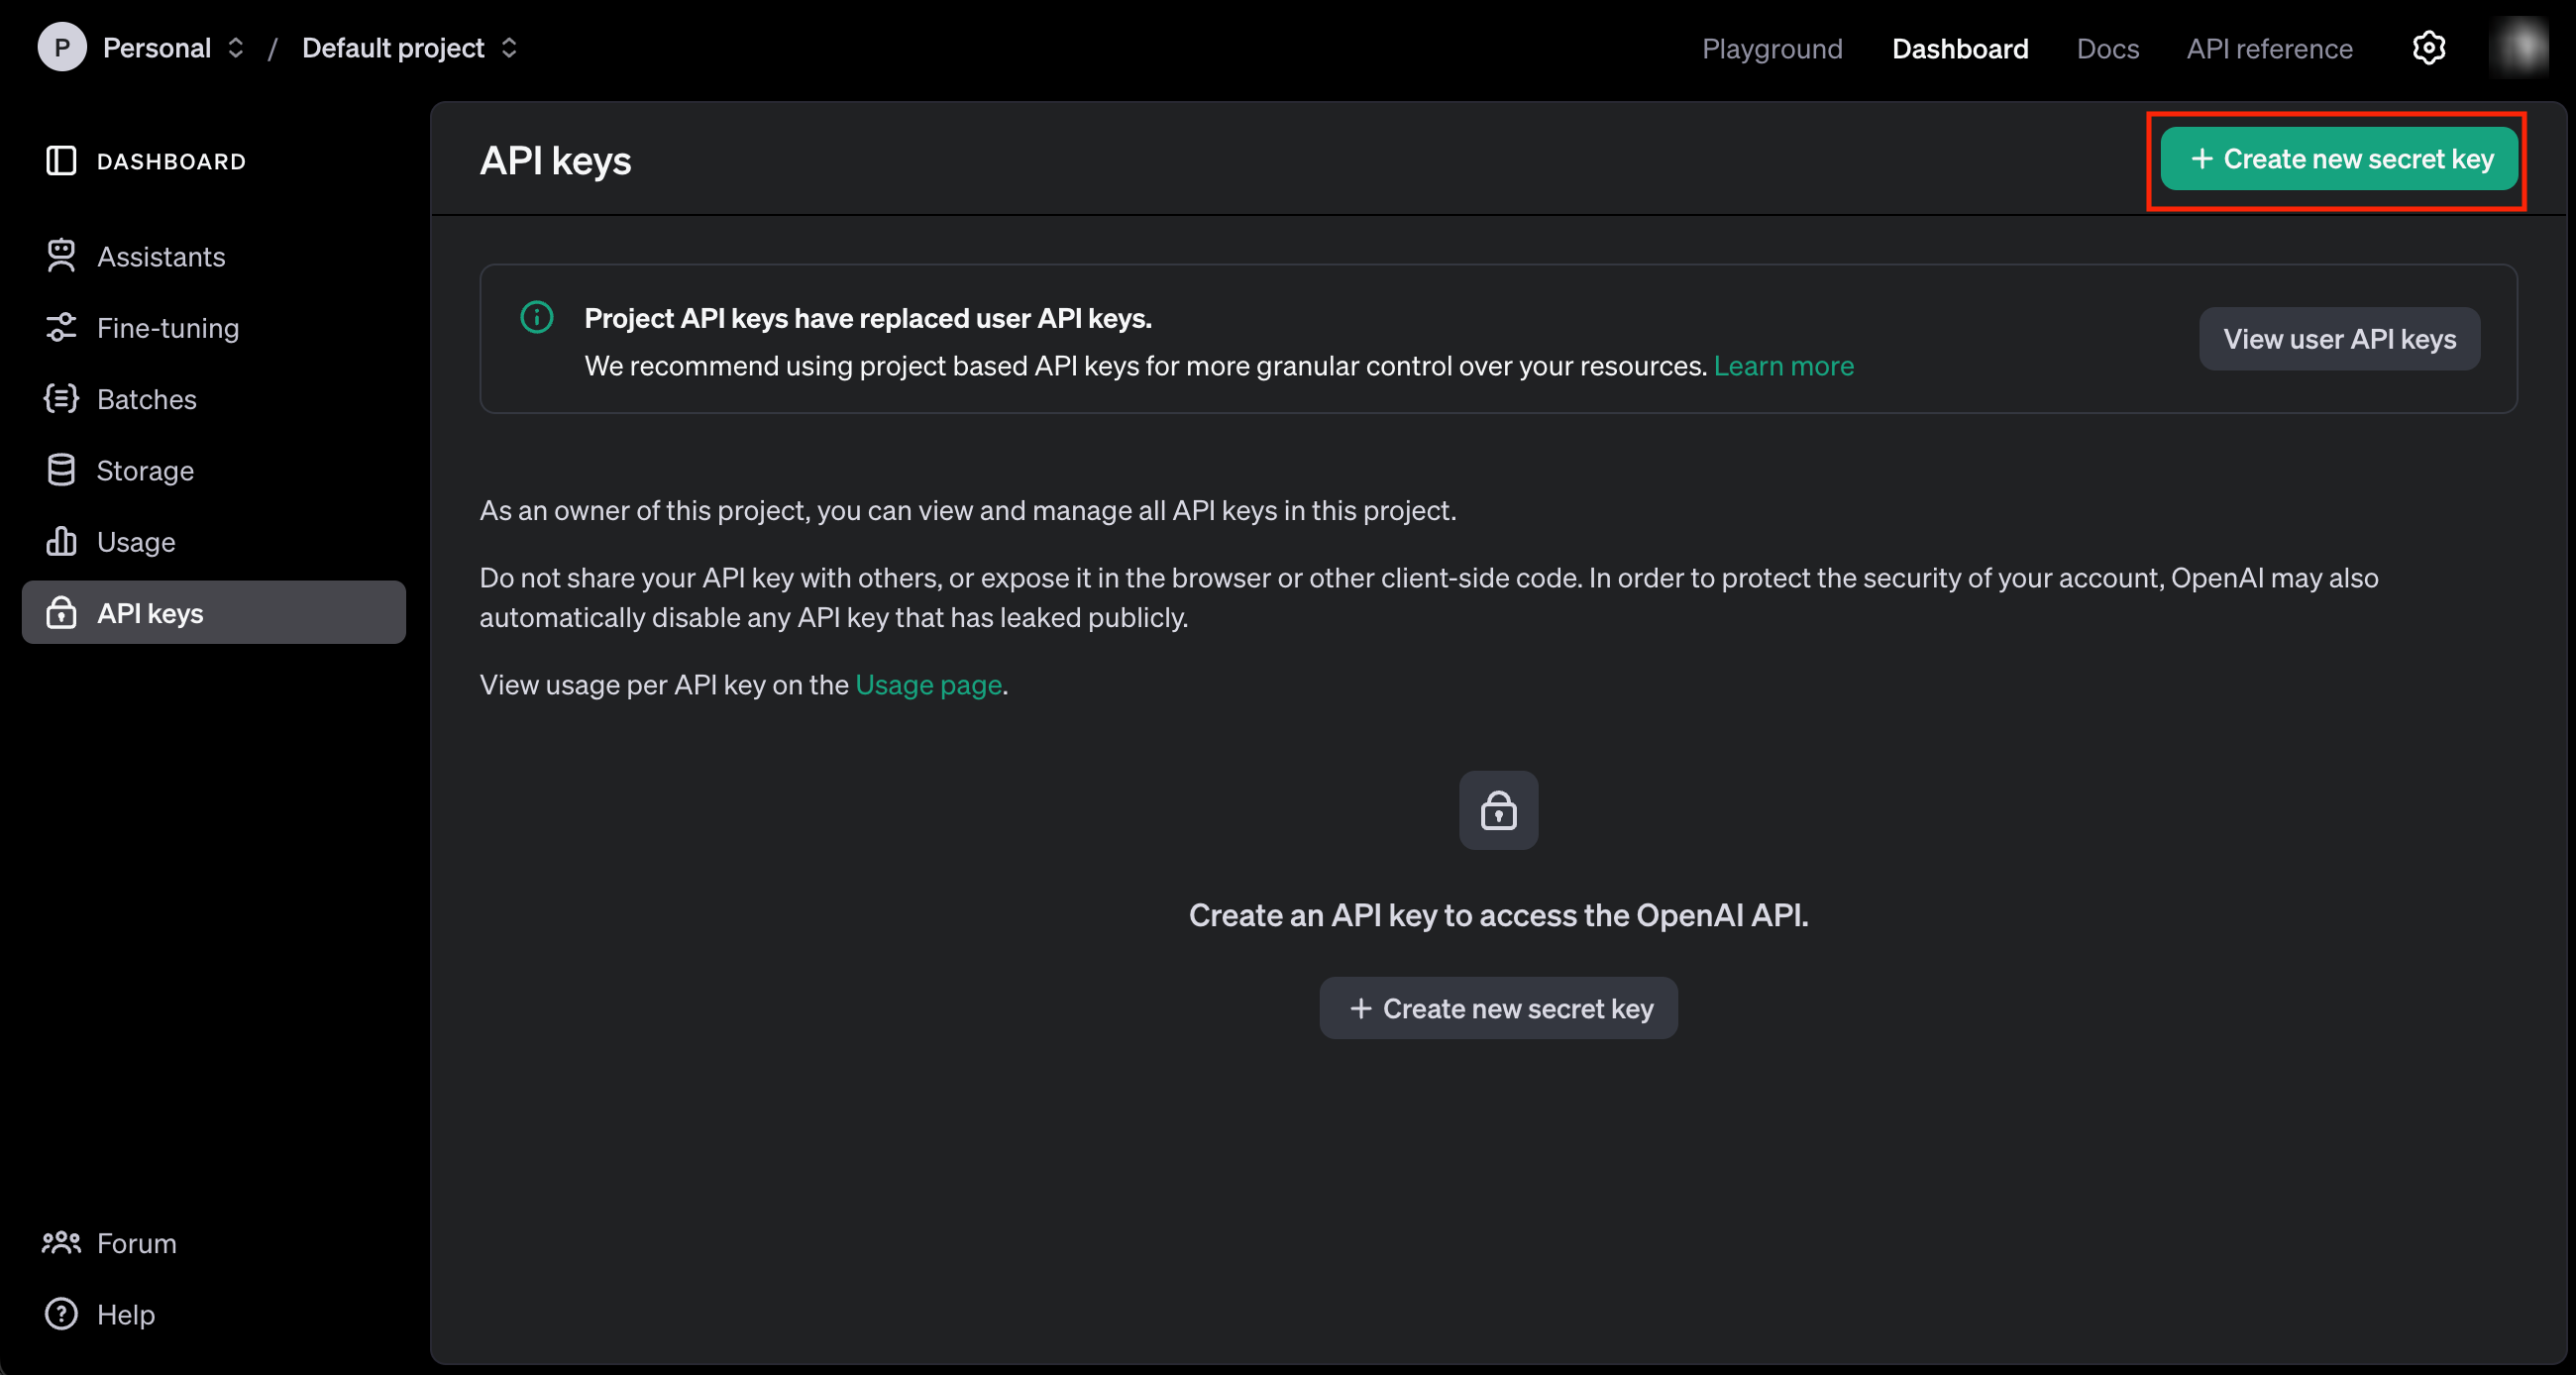 P Personal / Default project
Playground Dashboard Docs API reference
DASHBOARD
Assistants
Fine-tuning
Batches
Storage
Usage
API keys
Forum
Help
API keys
+ Create new secret key
Project API keys have replaced user API keys.
We recommend using project based API keys for more granular control over your resources. Learn more
View user API keys
As an owner of this project, you can view and manage all API keys in this project.
Do not share your API key with others, or expose it in the browser or other client-side code. In order to protect the security of your account, OpenAI may also
automatically disable any API key that has leaked publicly.
View usage per API key on the Usage page.
Create an API key to access the OpenAI API.
+ Create new secret key